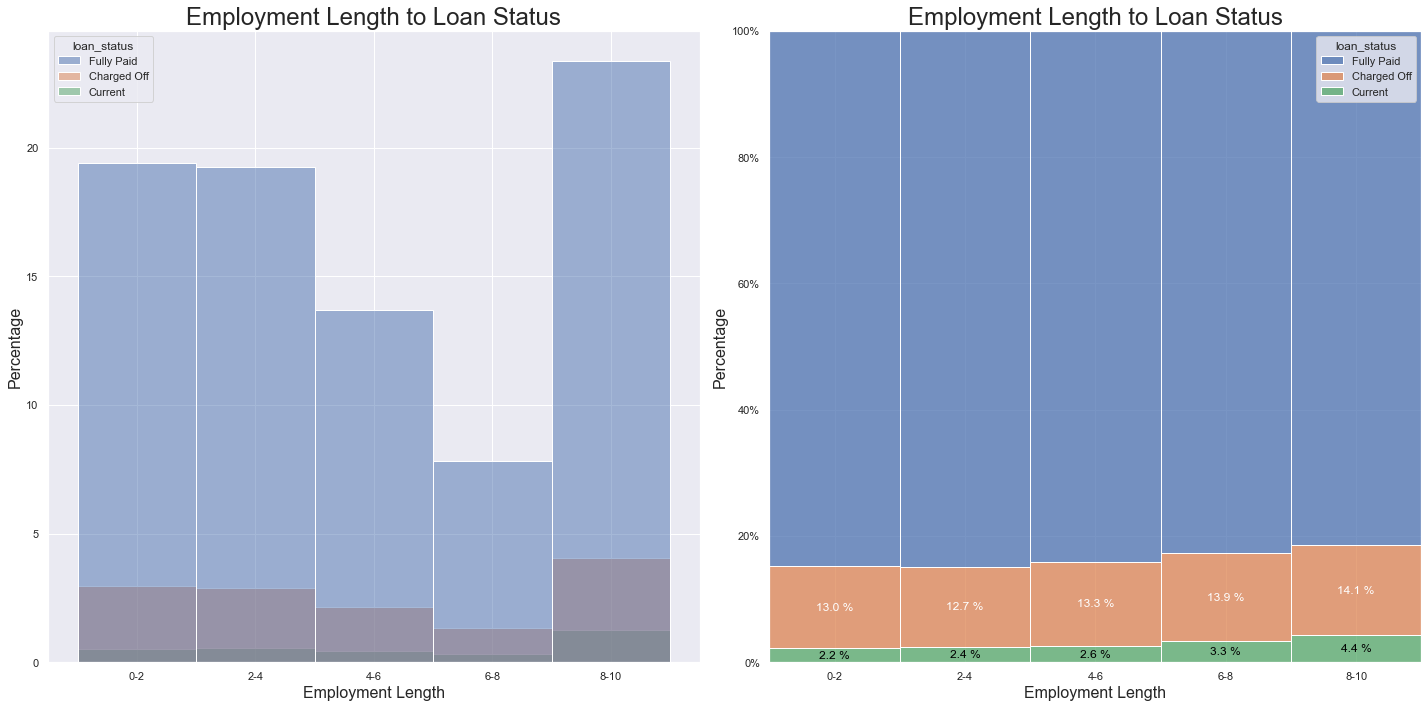 Employment Length to Loan Status
loan_status
Fully Paid
Charged Off
Current
Percentage
20
15
10
5
0
0-2 2-4 4-6 6-8 8-10
Employment Length
Employment Length to Loan Status
loan_status
Fully Paid
Charged Off
Current
Percentage
100%
80%
60%
40%
20%
0%
13.0 % 12.7 % 13.3 % 13.9 % 14.1 %
2.2 % 2.4 % 2.6 % 3.3 % 4.4 %
0-2 2-4 4-6 6-8 8-10
Employment Length